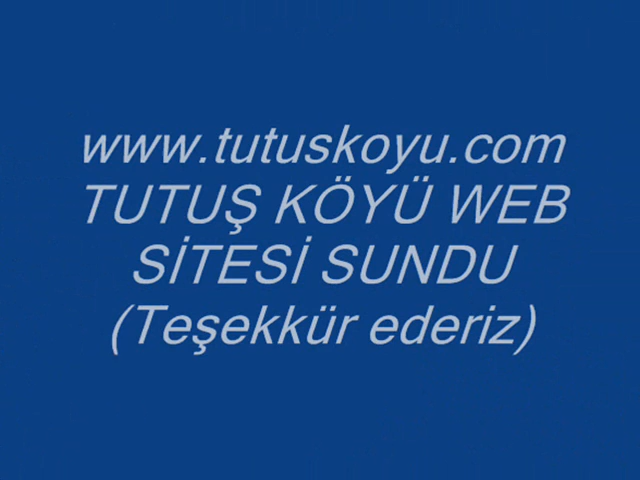 www.tutuskoyu.com
TUTUŞ KÖYÜ WEB
SİTESİ SUNDU
(Teşekkür ederiz)